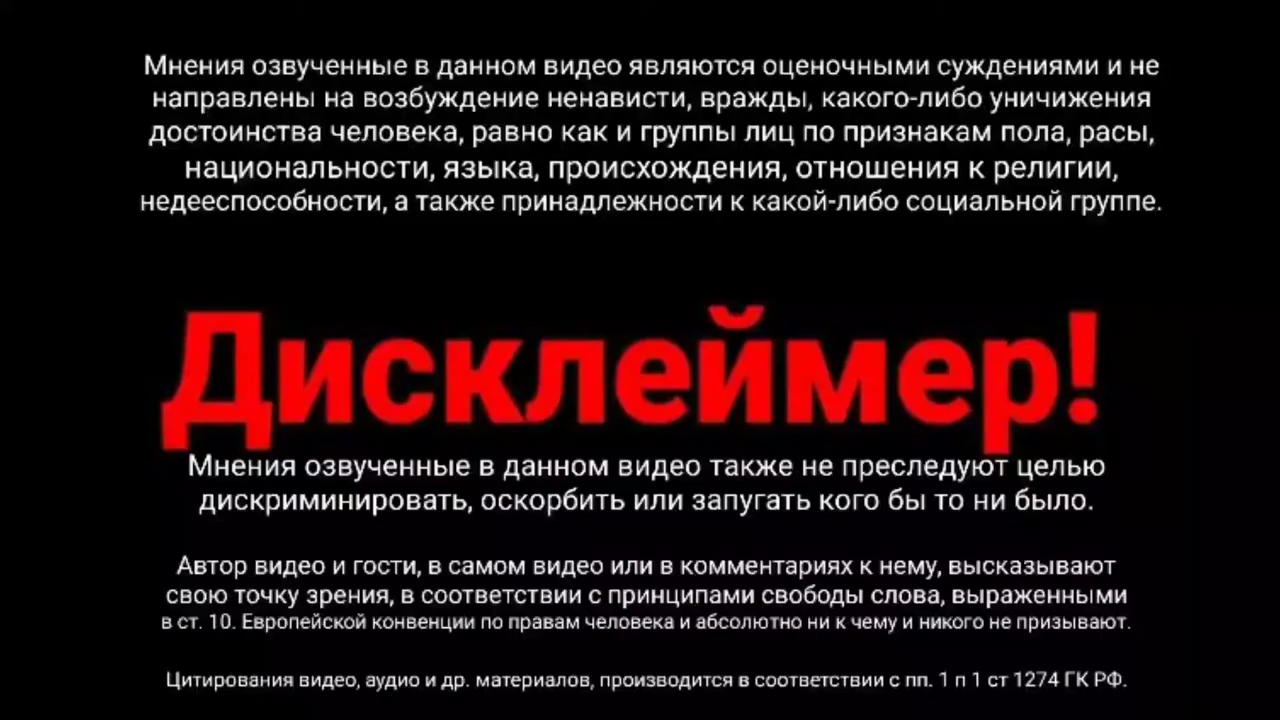 Мнения озвученные в данном видео являются оценочными суждениями и не
направлены на возбуждение ненависти, вражды, какого-либо уничижения
достоинства человека, равно как и группы лиц по признакам пола, расы,
национальности, языка, происхождения, отношения к религии,
недееспособности, а также принадлежности к какой-либо социальной группе.
Дисклеймер!
Мнения озвученные в данном видео также не преследуют целью
дискриминировать, оскорбить или запугать кого бы то ни было.
Автор видео и гости, в самом видео или в комментариях к нему, высказывают
свою точку зрения, в соответствии с принципами свободы слова, выраженными
в ст. 10. Европейской конвенции по правам человека и абсолютно ни к чему и никого не призывают.
Цитирования видео, аудио и др. материалов, производится в соответствии с пп. 1 п 1 ст 1274 ГК РФ.